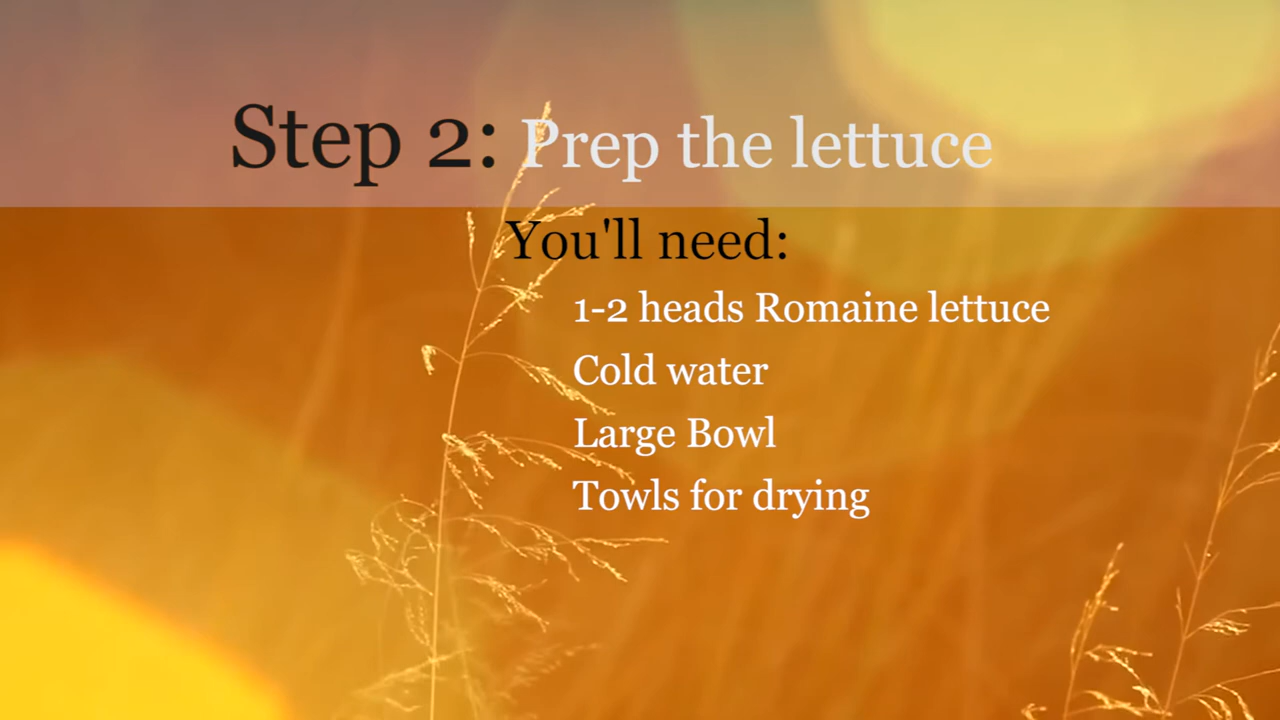 Step 2: Prep the lettuce
You'll need:
1-2 heads Romaine lettuce
Cold water
Large Bowl
Towls for drying